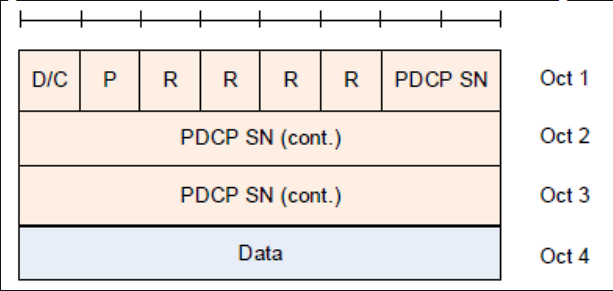 D/C P R R R R PDCP SN Oct 1
PDCP SN (cont.) Oct 2
PDCP SN (cont.) Oct 3
Data Oct 4